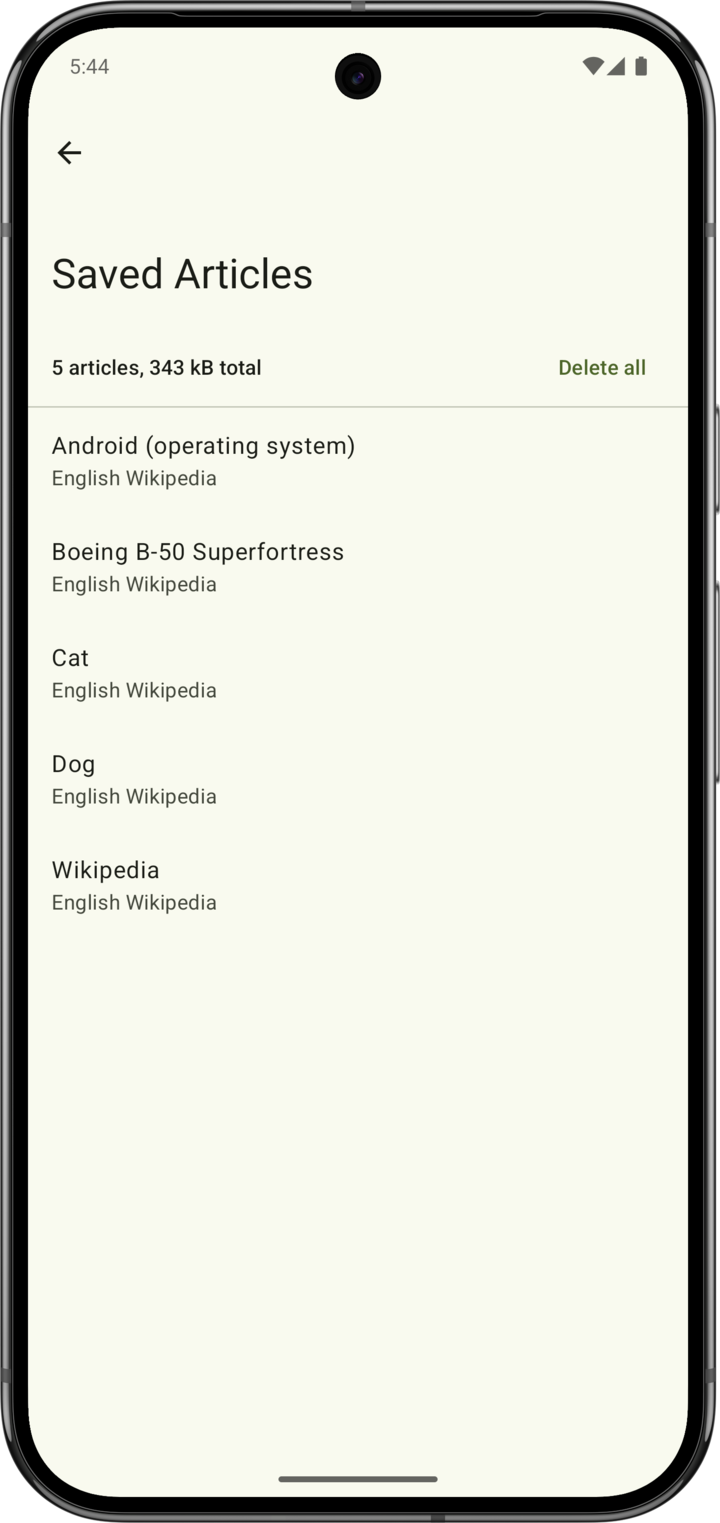 5:44
Saved Articles
5 articles, 343 kB total
Delete all
Android (operating system)
English Wikipedia
Boeing B-50 Superfortress
English Wikipedia
Cat
English Wikipedia
Dog
English Wikipedia
Wikipedia
English Wikipedia